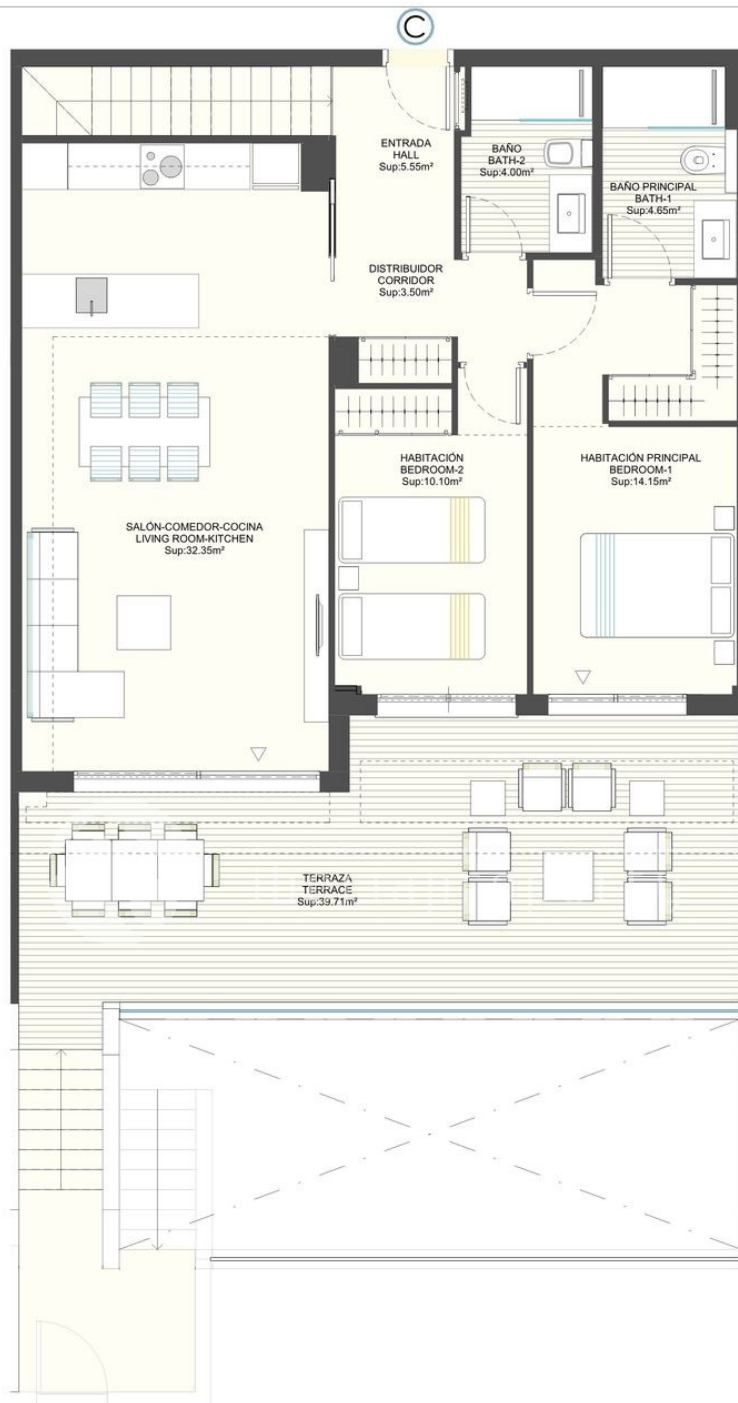 C
ENTRADA
HALL
Sup:5.55m²
BAÑO
BATH-2
Sup:4.00m²
BAÑO PRINCIPAL
BATH-1
Sup:4.65m²
DISTRIBUIDOR
CORRIDOR
Sup:3.50m²
HABITACIÓN
BEDROOM-2
Sup:10.10m²
HABITACIÓN PRINCIPAL
BEDROOM-1
Sup:14.15m²
SALÓN-COMEDOR-COCINA
LIVING ROOM-KITCHEN
Sup:32.35m²
TERRAZA
TERRACE
Sup:39.71m²